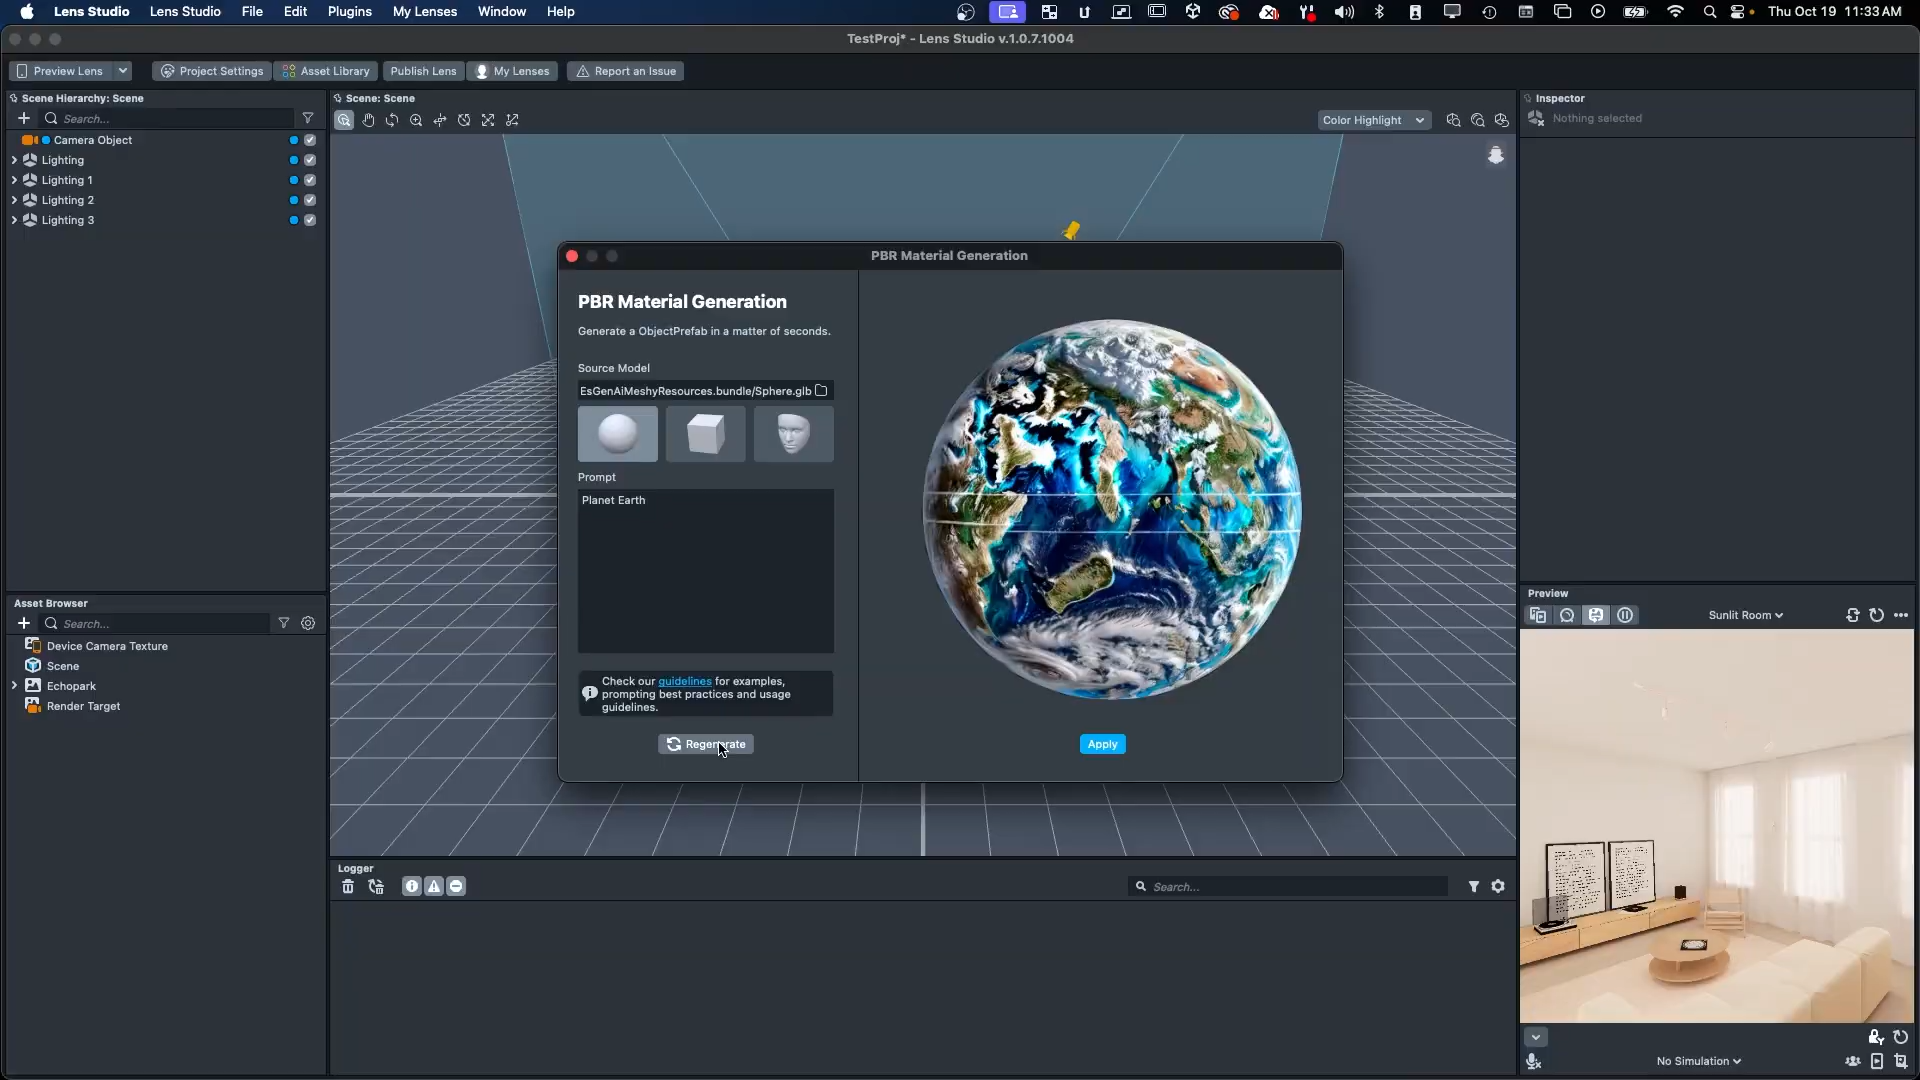 Lens Studio Lens Studio File Edit Plugins My Lenses Window Help Thu Oct 19 11:33 AM
TestProj* - Lens Studio v.1.0.7.1004
Preview Lens Project Settings Asset Library Publish Lens My Lenses Report an Issue
Scene Hierarchy: Scene
Search...
Camera Object
Lighting
Lighting 1
Lighting 2
Lighting 3
Asset Browser
Search...
Device Camera Texture
Scene
Echopark
Render Target
Scene: Scene
Color Highlight
PBR Material Generation
PBR Material Generation
Generate a ObjectPrefab in a matter of seconds.
Source Model
EsGenAiMeshyResources.bundle/Sphere.glb
Prompt
Planet Earth
Check our guidelines for examples,
prompting best practices and usage
guidelines.
Regenerate
Apply
Logger
Search...
Inspector
Nothing selected
Preview
Sunlit Room
No Simulation